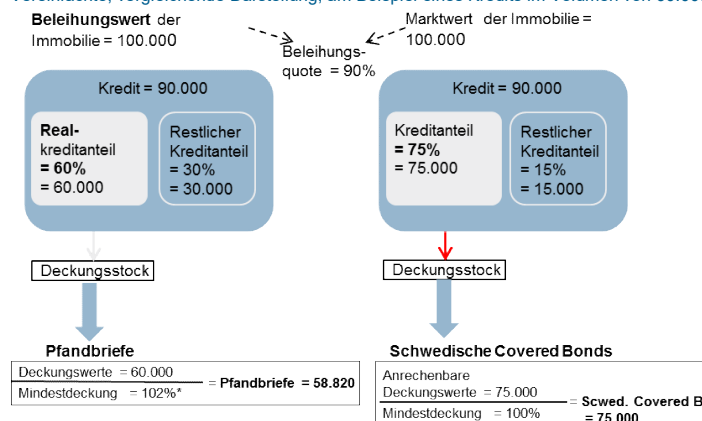 Beleihungswert der
Immobilie = 100.000
Marktwert der Immobilie =
100.000
Beleihungs-
quote = 90%
Kredit = 90.000
Real-
kreditanteil
= 60%
= 60.000
Restlicher
Kreditanteil
= 30%
= 30.000
Kredit = 90.000
Kreditanteil
= 75%
= 75.000
Restlicher
Kreditanteil
= 15%
= 15.000
Deckungsstock
Deckungsstock
Pfandbriefe
Deckungswerte = 60.000
Mindestdeckung = 102%*
= Pfandbriefe = 58.820
Schwedische Covered Bonds
Anrechenbare
Deckungswerte = 75.000
Mindestdeckung = 100%
= Scwed. Covered B
= 75.000